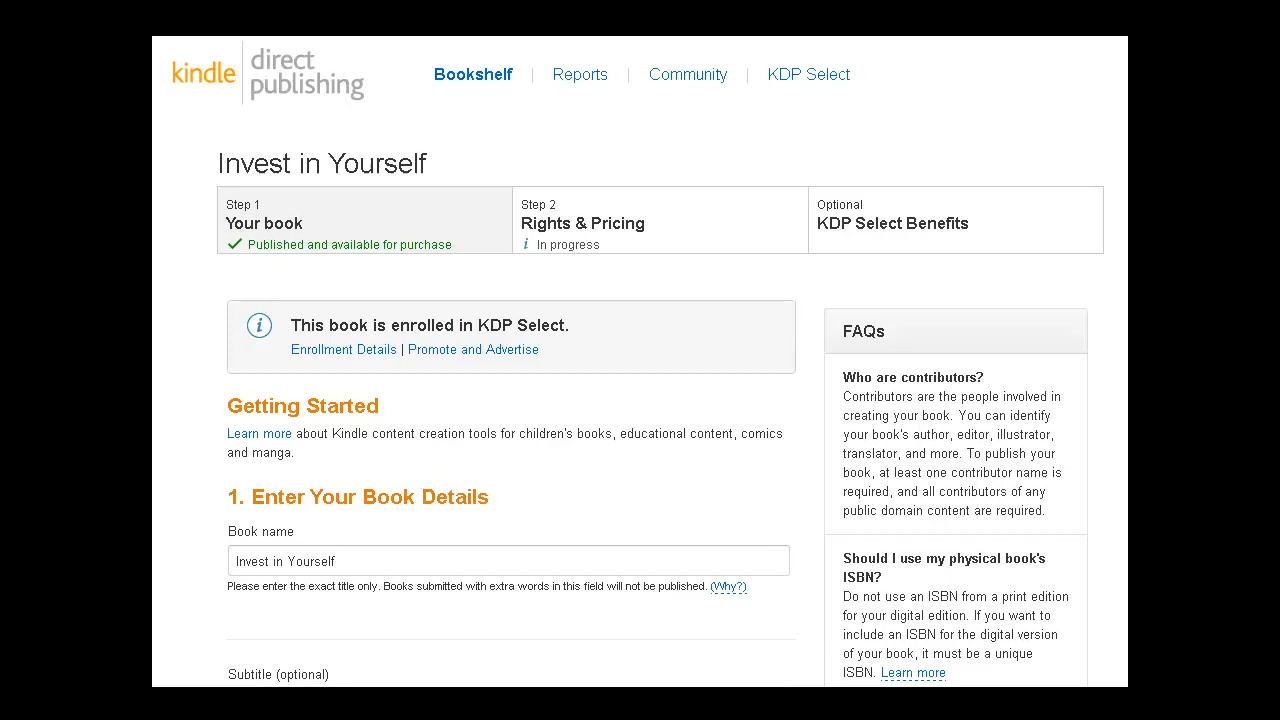 kindle direct publishing
Bookshelf | Reports | Community | KDP Select
Invest in Yourself
Step 1
Your book
Published and available for purchase
Step 2
Rights & Pricing
i In progress
Optional
KDP Select Benefits
i This book is enrolled in KDP Select.
Enrollment Details | Promote and Advertise
Getting Started
Learn more about Kindle content creation tools for children's books, educational content, comics
and manga.
1. Enter Your Book Details
Book name
Invest in Yourself
Please enter the exact title only. Books submitted with extra words in this field will not be published. (Why?)
Subtitle (optional)
FAQs
Who are contributors?
Contributors are the people involved in
creating your book. You can identify
your book's author, editor, illustrator,
translator, and more. To publish your
book, at least one contributor name is
required, and all contributors of any
public domain content are required.
Should I use my physical book's
ISBN?
Do not use an ISBN from a print edition
for your digital edition. If you want to
include an ISBN for the digital version
of your book, it must be a unique
ISBN. Learn more